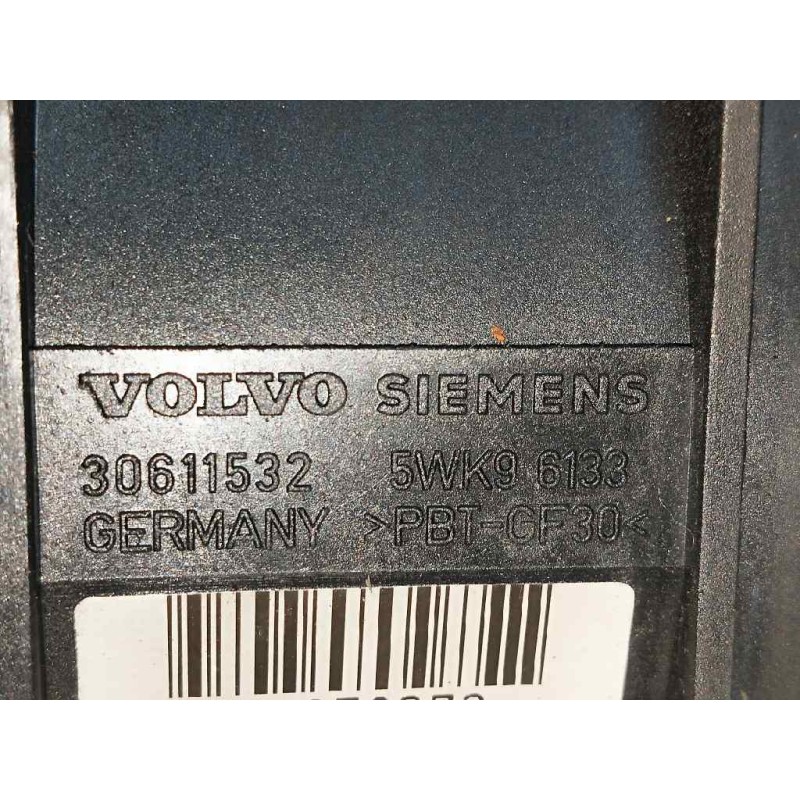 VOLVO SIEMENS
30611532 5WK9 6133
GERMANY >PBT-GF30<